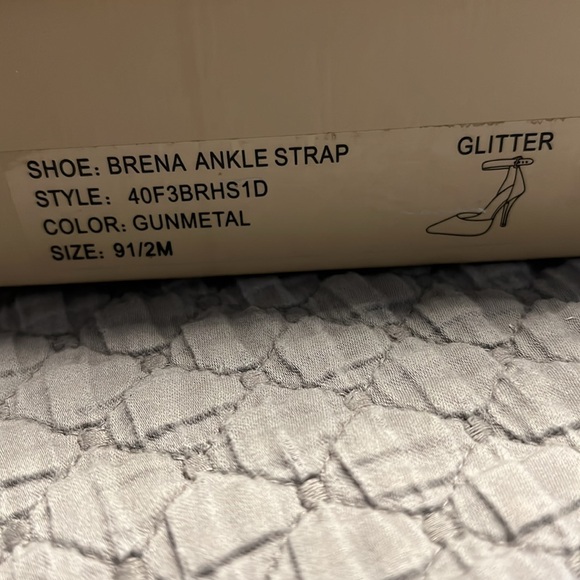 SHOE: BRENA ANKLE STRAP
STYLE: 40F3BRHS1D
COLOR: GUNMETAL
SIZE: 91/2M
GLITTER